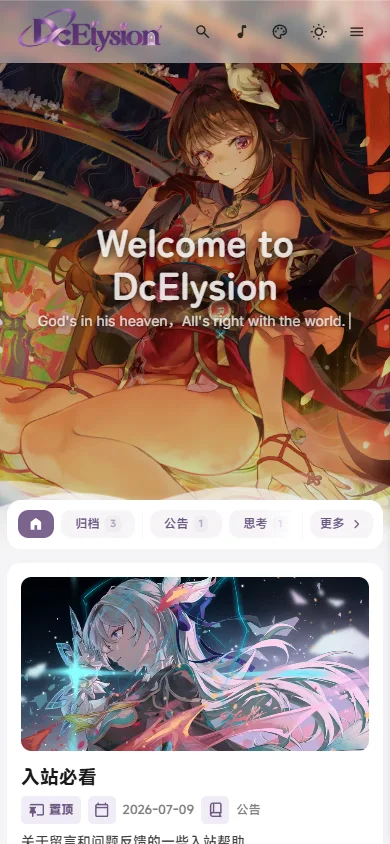 DcElysion
Welcome to
DcElysion
God's in his heaven，All's right with the world.|
归档 3 公告 1 思考 1 更多
入站必看
置顶 2026-07-09 公告
关于留言和问题反馈的一些入站帮助